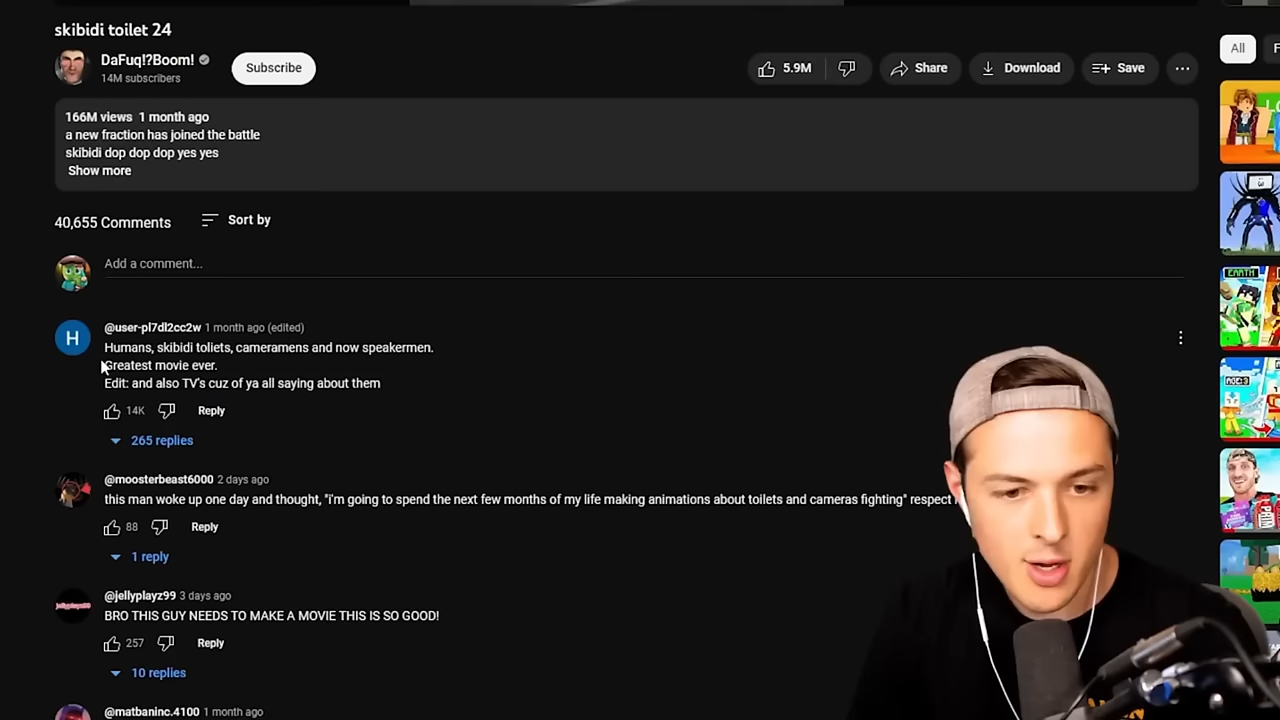 skibidi toilet 24
DaFuq!?Boom!
14M subscribers
Subscribe
5.9M
Share
Download
Save
All
166M views 1 month ago
a new fraction has joined the battle
skibidi dop dop dop yes yes
Show more
40,655 Comments
Sort by
Add a comment...
H
@user-pl7dl2cc2w 1 month ago (edited)
Humans, skibidi toliets, cameramens and now speakermen.
Greatest movie ever.
Edit: and also TV's cuz of ya all saying about them
14K
Reply
265 replies
@moosterbeast6000 2 days ago
this man woke up one day and thought, "i'm going to spend the next few months of my life making animations about toilets and cameras fighting" respect
88
Reply
1 reply
@jellyplayz99 3 days ago
BRO THIS GUY NEEDS TO MAKE A MOVIE THIS IS SO GOOD!
257
Reply
10 replies
@matbaninc.4100 1 month ago
EARTH